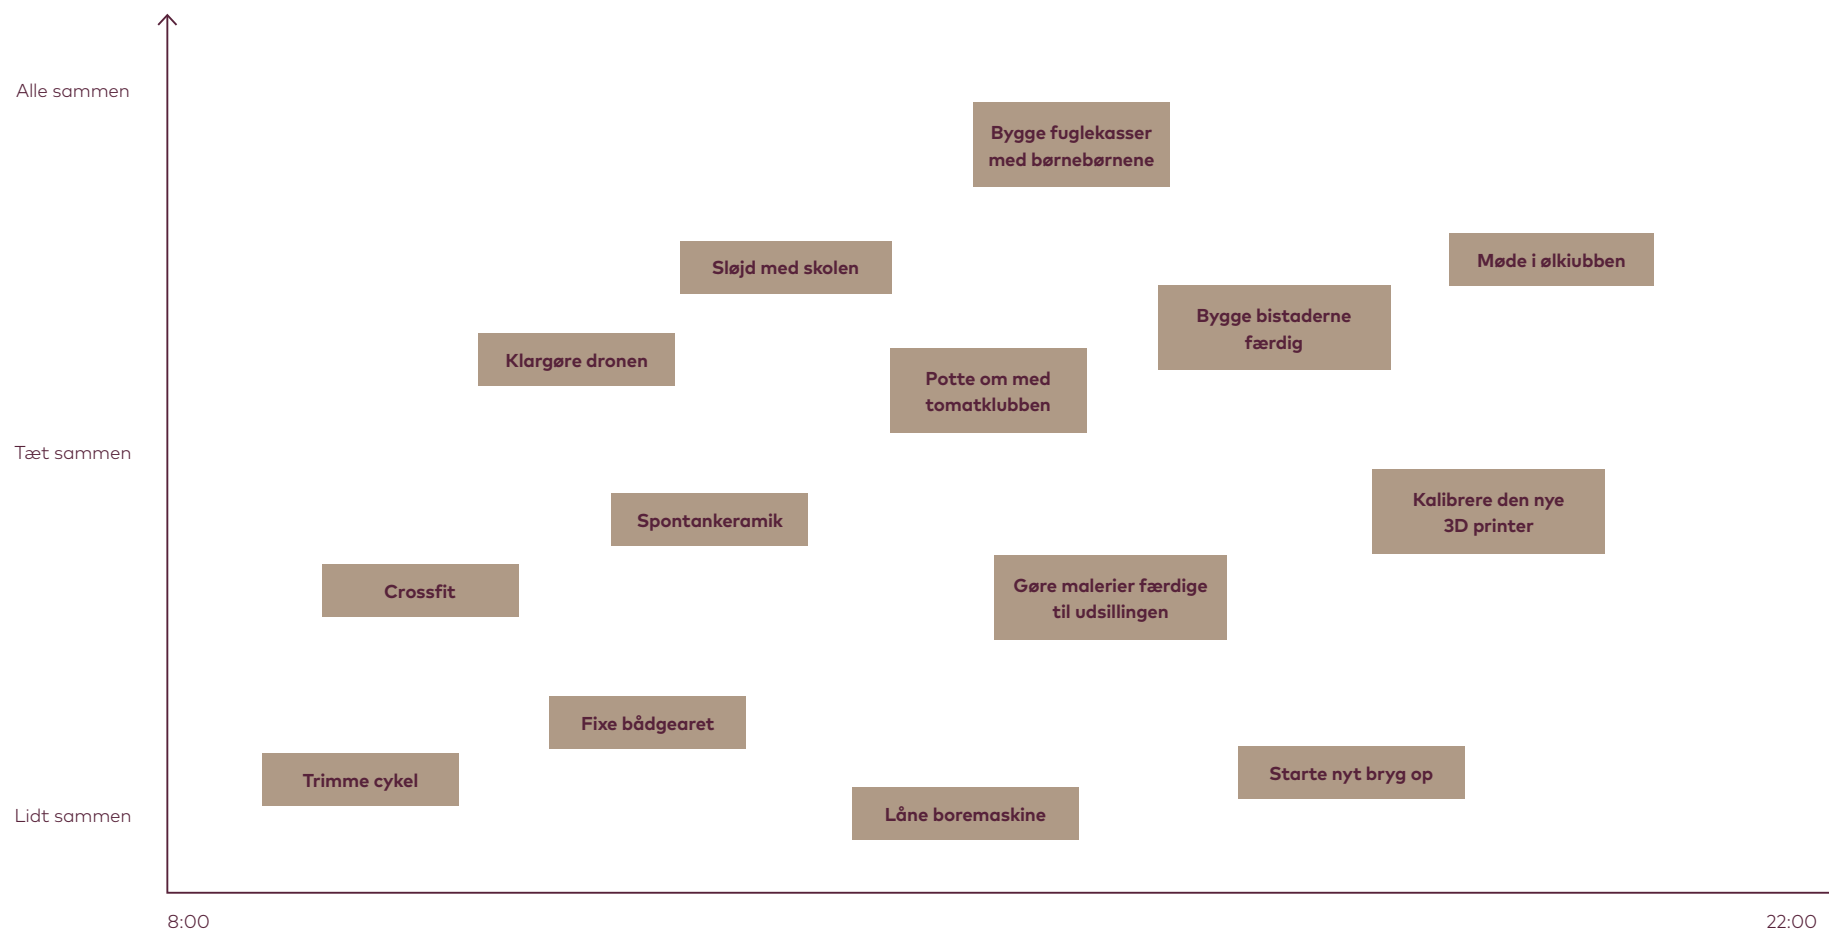 Alle sammen
Bygge fuglekasser
med børnebørnene
Sløjd med skolen
Møde i ølkiubben
Bygge bistaderne
færdig
Klargøre dronen
Potte om med
tomatklubben
Tæt sammen
Kalibrere den nye
3D printer
Spontankeramik
Crossfit
Gøre malerier færdige
til udsillingen
Fixe bådgearet
Trimme cykel
Starte nyt bryg op
Lidt sammen
Låne boremaskine
8:00
22:00